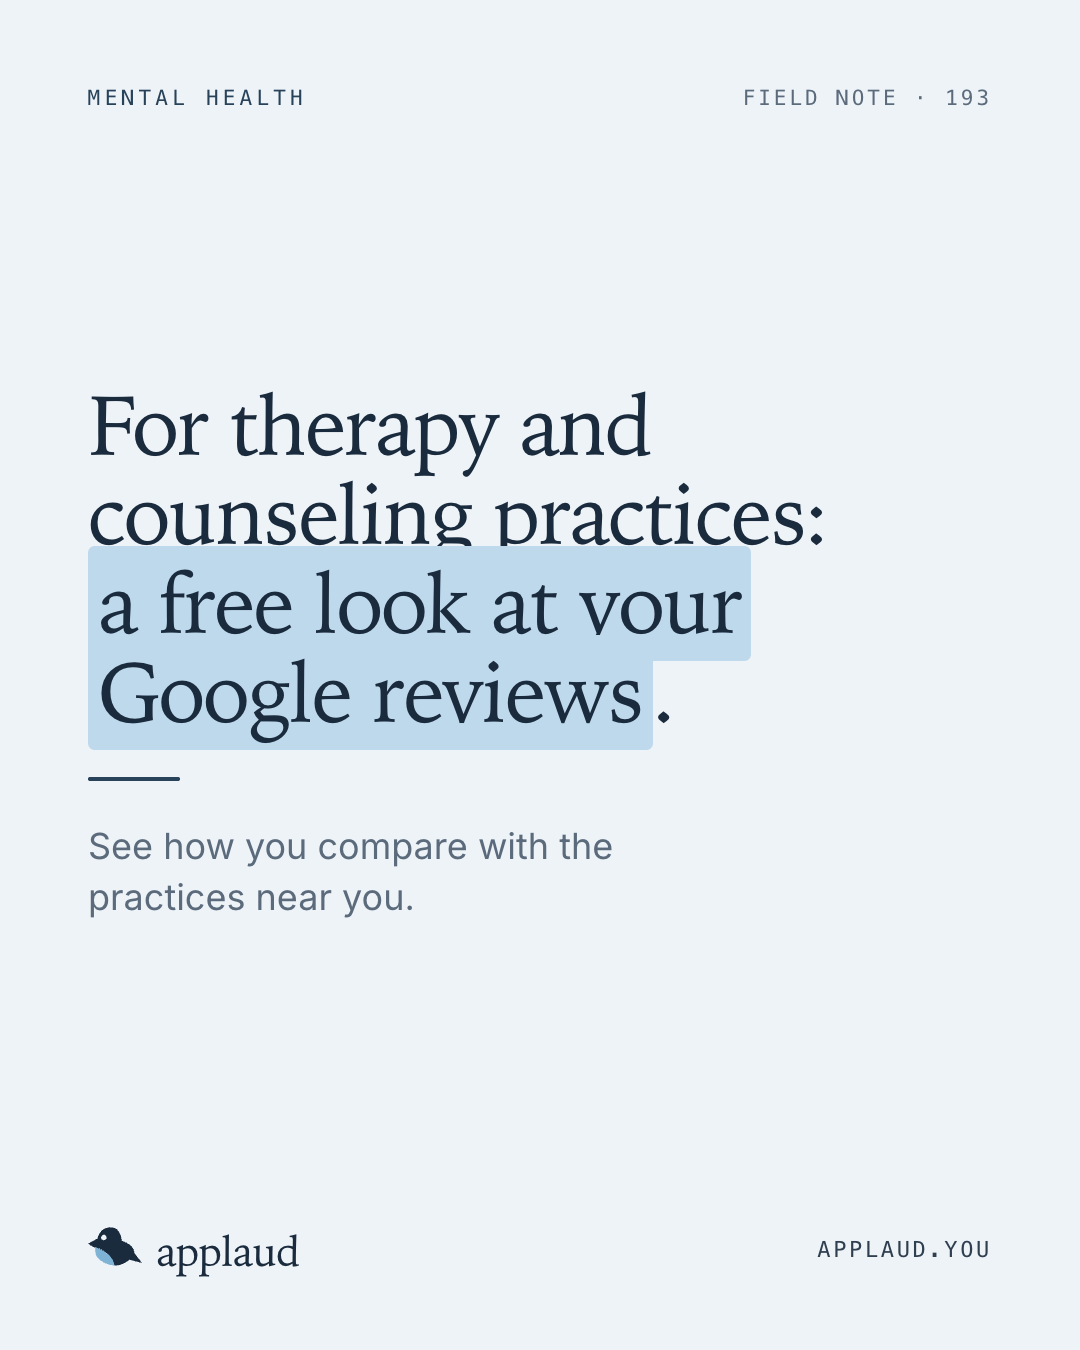 MENTAL HEALTH
FIELD NOTE · 193
For therapy and
counseling practices:
a free look at your
Google reviews.
See how you compare with the
practices near you.
applaud
APPLAUD.YOU